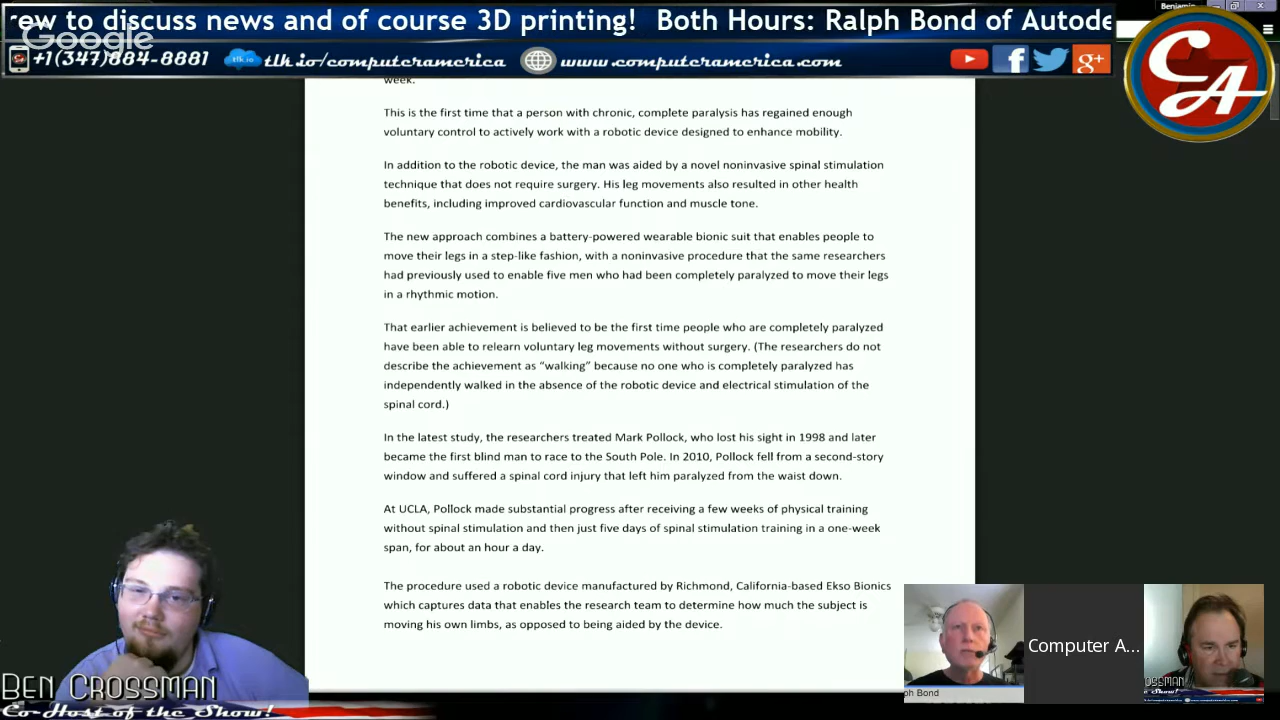 rew to discuss news and of course 3D printing!  Both Hours: Ralph Bond of Autode
Benjamin
Google
+1(347)884-8881 tlk.io tlk.io/computeramerica www.computeramerica.com f g+
CA
week.
This is the first time that a person with chronic, complete paralysis has regained enough
voluntary control to actively work with a robotic device designed to enhance mobility.
In addition to the robotic device, the man was aided by a novel noninvasive spinal stimulation
technique that does not require surgery. His leg movements also resulted in other health
benefits, including improved cardiovascular function and muscle tone.
The new approach combines a battery-powered wearable bionic suit that enables people to
move their legs in a step-like fashion, with a noninvasive procedure that the same researchers
had previously used to enable five men who had been completely paralyzed to move their legs
in a rhythmic motion.
That earlier achievement is believed to be the first time people who are completely paralyzed
have been able to relearn voluntary leg movements without surgery. (The researchers do not
describe the achievement as “walking” because no one who is completely paralyzed has
independently walked in the absence of the robotic device and electrical stimulation of the
spinal cord.)
In the latest study, the researchers treated Mark Pollock, who lost his sight in 1998 and later
became the first blind man to race to the South Pole. In 2010, Pollock fell from a second-story
window and suffered a spinal cord injury that left him paralyzed from the waist down.
At UCLA, Pollock made substantial progress after receiving a few weeks of physical training
without spinal stimulation and then just five days of spinal stimulation training in a one-week
span, for about an hour a day.
The procedure used a robotic device manufactured by Richmond, California-based Ekso Bionics
which captures data that enables the research team to determine how much the subject is
moving his own limbs, as opposed to being aided by the device.
Ben Crossman
Co-Host of the Show!
ph Bond
Computer A...
OSSMAN